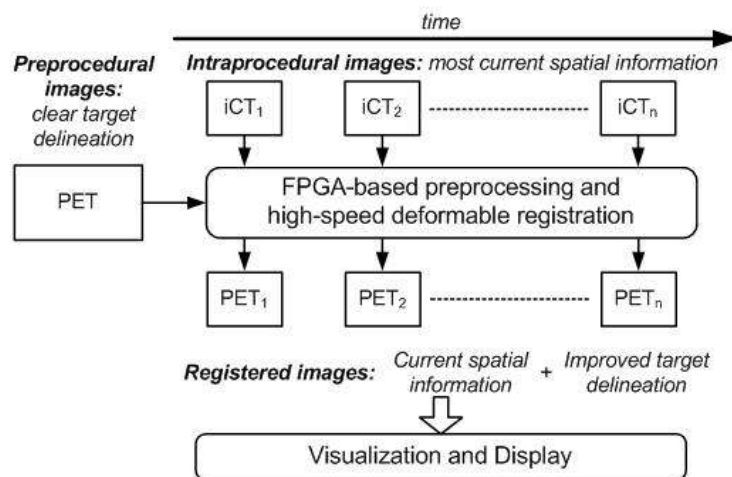 time
Preprocedural
images:
clear target
delineation
Intraprocedural images: most current spatial information
iCT1
iCT2
iCTn
PET
FPGA-based preprocessing and
high-speed deformable registration
PET1
PET2
PETn
Registered images:
Current spatial
information
+
Improved target
delineation
Visualization and Display